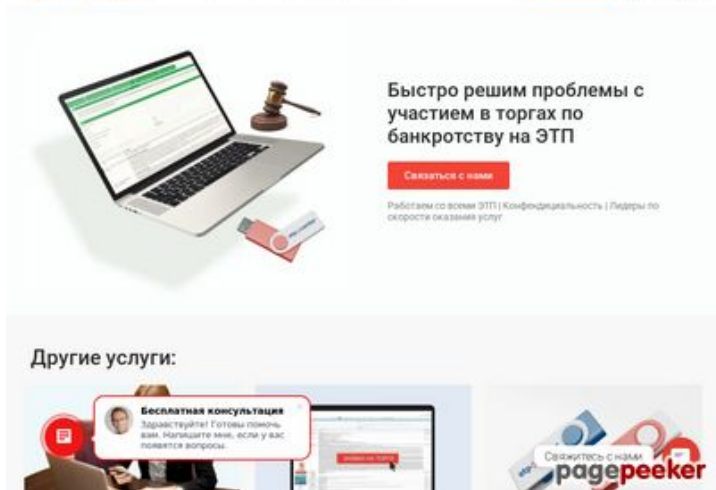 Быстро решим проблемы с
участием в торгах по
банкротству на ЭТП
Связаться с нами
Работаем со всеми ЭТП | Конфендициальность | Лидеры по
скорости оказания услуг
Другие услуги:
Бесплатная консультация
Здравствуйте! Готовы помочь
вам. Напишите мне, если у вас
появятся вопросы.
Свяжитесь с нами
pagepeeker